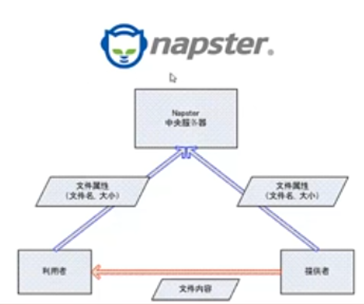 napster.
Napster
中央服务器
文件属性
(文件名, 大小)
文件属性
(文件名, 大小)
利用者
提供者
文件内容